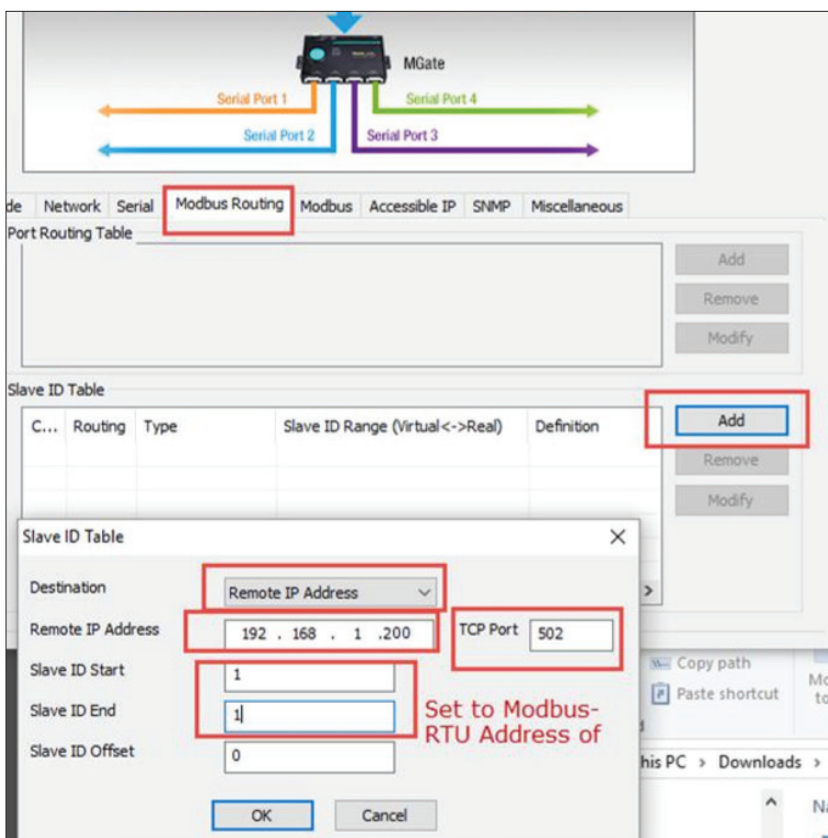 MGate
Serial Port 1
Serial Port 4
Serial Port 2
Serial Port 3
de Network Serial Modbus Routing Modbus Accessible IP SNMP Miscellaneous
Port Routing Table
Add
Remove
Modify
Slave ID Table
C... Routing Type Slave ID Range (Virtual<->Real) Definition
Add
Remove
Modify
Slave ID Table
Destination Remote IP Address
Remote IP Address 192 . 168 . 1 .200 TCP Port 502
Slave ID Start 1
Slave ID End 1
Set to Modbus-
RTU Address of
Slave ID Offset 0
OK Cancel
Copy path
Paste shortcut
his PC > Downloads >